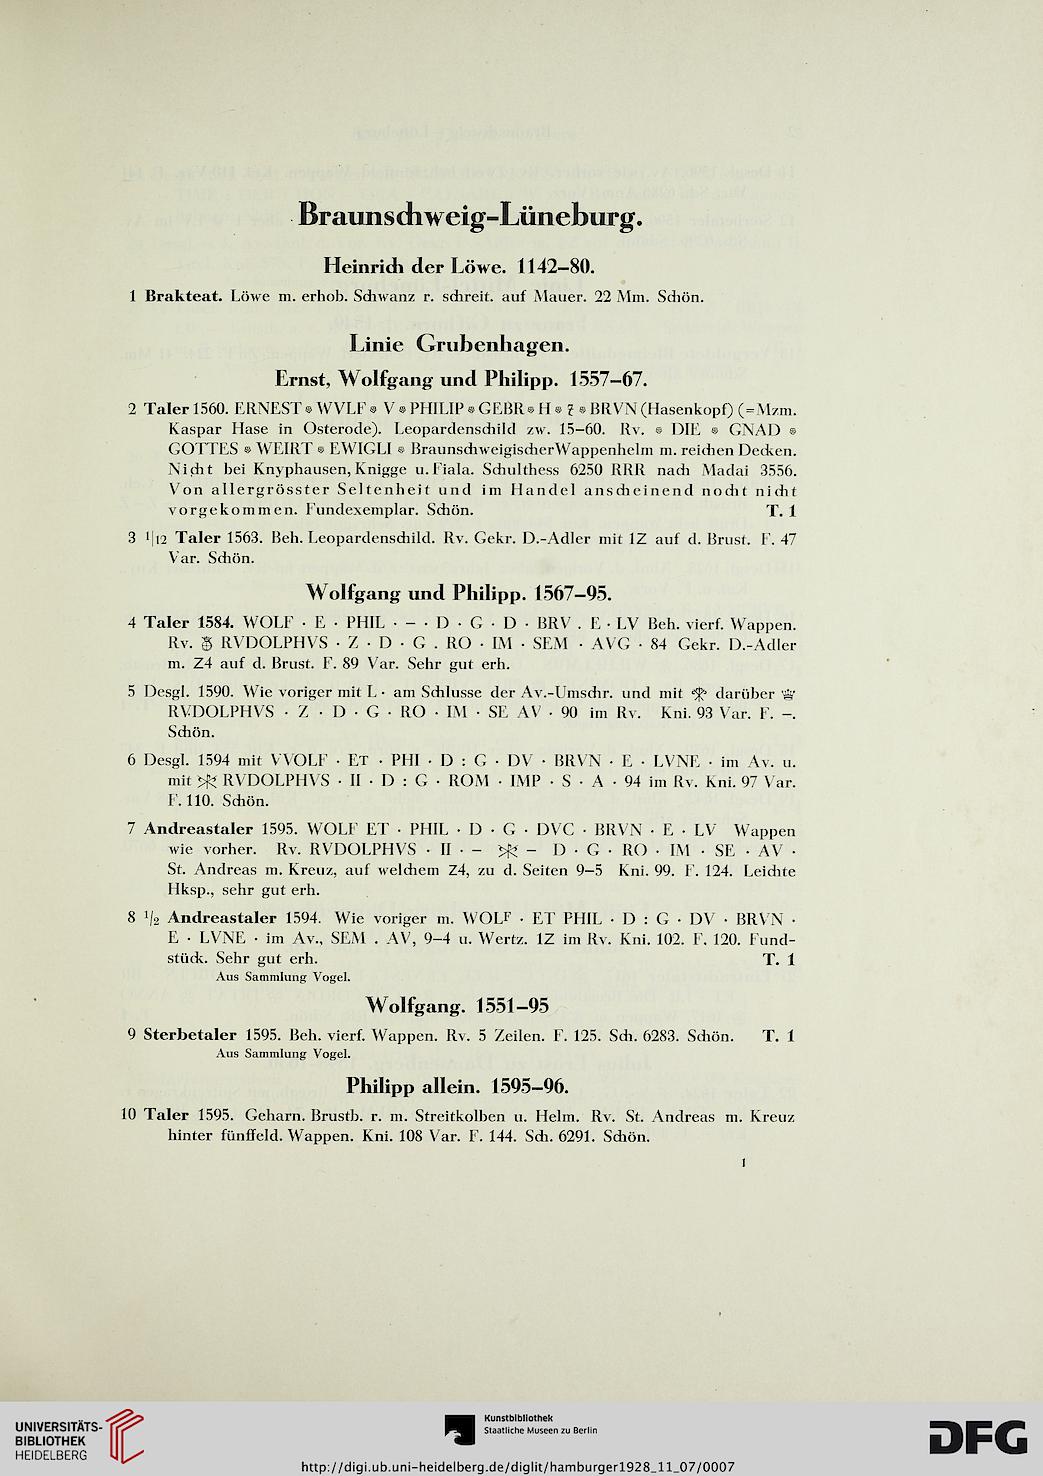 Braunschweig-Lüneburg.
Heinrich der Löwe. 1142–80.
1 Brakteat. Löwe m. erhob. Schwanz r. schreit. auf Mauer. 22 Mm. Schön.
Linie Grubenhagen.
Ernst, Wolfgang und Philipp. 1557–67.
2 Taler 1560. ERNEST ⊛ WVLF ⊛ V ⊛ PHILIP ⊛ GEBR ⊛ H ⊛ ⊛ BRVN (Hasenkopf) (=Mzm.
Kaspar Hase in Osterode). Leopardenschild zw. 15–60. Rv. ⊛ DIE ⊛ GNAD ⊛
GOTTES ⊛ WEIRT ⊛ EWIGLI ⊛ BraunschweigischerWappenhelm m. reichen Decken.
Nicht bei Knyphausen, Knigge u. Fiala. Schulthess 6250 RRR nach Madai 3556.
Von allergrösster Seltenheit und im Handel anscheinend nocht nicht
vorgekommen. Fundexemplar. Schön. T. 1
3 1|12 Taler 1563. Beh. Leopardenschild. Rv. Gekr. D.-Adler mit 1Z auf d. Brust. F. 47
Var. Schön.
Wolfgang und Philipp. 1567–95.
4 Taler 1584. WOLF · E · PHIL · – · D · G · D · BRV . E · LV Beh. vierf. Wappen.
Rv. RVDOLPHVS · Z · D · G . RO · IM · SEM · AVG · 84 Gekr. D.-Adler
m. Z4 auf d. Brust. F. 89 Var. Sehr gut erh.
5 Desgl. 1590. Wie voriger mit L · am Schlusse der Av.-Umschr. und mit darüber
RVDOLPHVS · Z · D · G · RO · IM · SE AV · 90 im Rv. Kni. 93 Var. F. –.
Schön.
6 Desgl. 1594 mit VVOLF · ET · PHI · D : G · DV · BRVN · E · LVNE · im Av. u.
mit RVDOLPHVS · II · D : G · ROM · IMP · S · A · 94 im Rv. Kni. 97 Var.
F. 110. Schön.
7 Andreastaler 1595. WOLF ET · PHIL · D · G · DVC · BRVN · E · LV Wappen
wie vorher. Rv. RVDOLPHVS · II · – – D · G · RO · IM · SE · AV ·
St. Andreas m. Kreuz, auf welchem Z4, zu d. Seiten 9–5 Kni. 99. F. 124. Leichte
Hksp., sehr gut erh.
8 1/2 Andreastaler 1594. Wie voriger m. WOLF · ET PHIL · D : G · DV · BRVN ·
E · LVNE · im Av., SEM . AV, 9–4 u. Wertz. 1Z im Rv. Kni. 102. F. 120. Fund-
stück. Sehr gut erh. T. 1
Aus Sammlung Vogel.
Wolfgang. 1551–95
9 Sterbetaler 1595. Beh. vierf. Wappen. Rv. 5 Zeilen. F. 125. Sch. 6283. Schön. T. 1
Aus Sammlung Vogel.
Philipp allein. 1595–96.
10 Taler 1595. Geharn. Brustb. r. m. Streitkolben u. Helm. Rv. St. Andreas m. Kreuz
hinter fünffeld. Wappen. Kni. 108 Var. F. 144. Sch. 6291. Schön.
1
UNIVERSITÄTS-
BIBLIOTHEK
HEIDELBERG
Kunstbibliothek
Staatliche Museen zu Berlin
DFG
http://digi.ub.uni-heidelberg.de/diglit/hamburger1928_11_07/0007